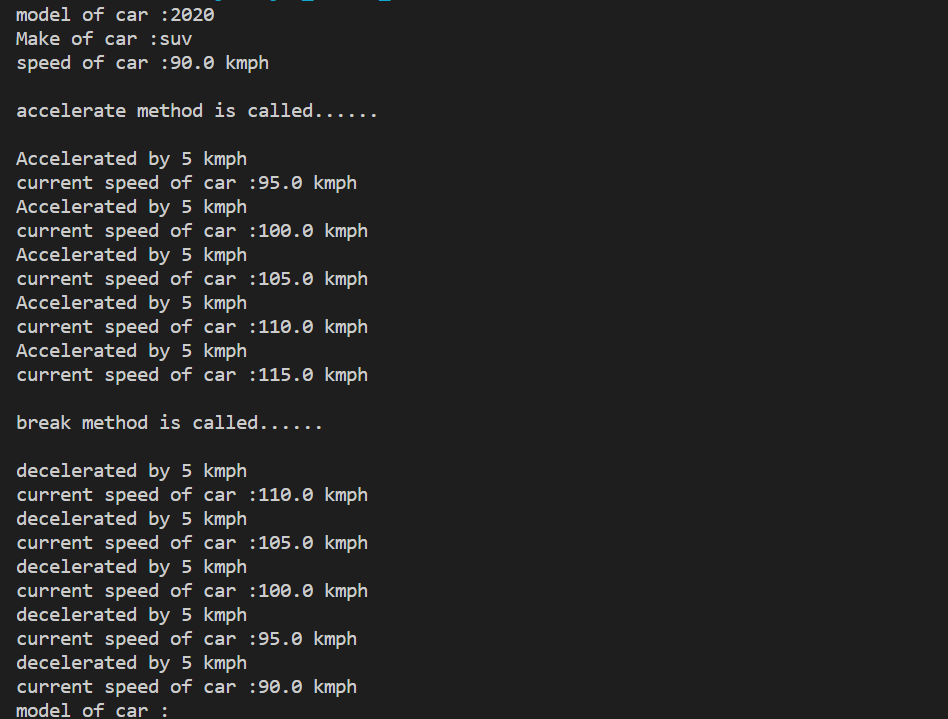 model of car :2020
Make of car :suv
speed of car :90.0 kmph
accelerate method is called......
Accelerated by 5 kmph
current speed of car :95.0 kmph
Accelerated by 5 kmph
current speed of car :100.0 kmph
Accelerated by 5 kmph
current speed of car :105.0 kmph
Accelerated by 5 kmph
current speed of car :110.0 kmph
Accelerated by 5 kmph
current speed of car :115.0 kmph
break method is called......
decelerated by 5 kmph
current speed of car :110.0 kmph
decelerated by 5 kmph
current speed of car :105.0 kmph
decelerated by 5 kmph
current speed of car :100.0 kmph
decelerated by 5 kmph
current speed of car :95.0 kmph
decelerated by 5 kmph
current speed of car :90.0 kmph
model of car :